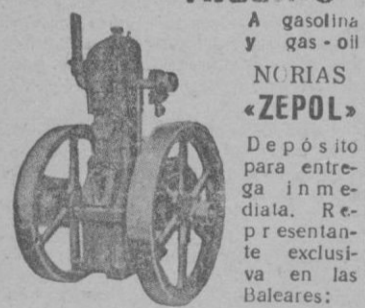 A gasolina
y gas-oil
NORIAS
«ZEPOL»
Depósito
para entre-
ga inme-
diata. Re-
presentan-
te exclusi-
va en las
Baleares: